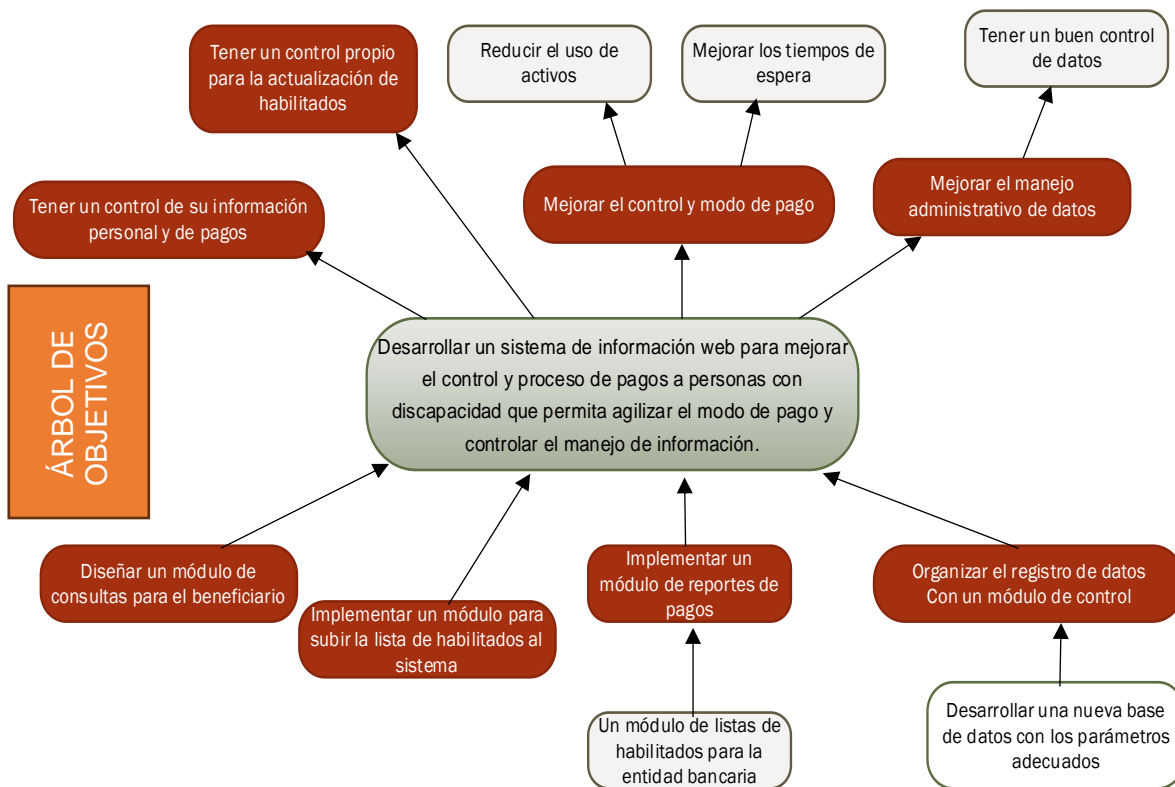 Tener un control propio
para la actualización de
habilitados
Reducir el uso de
activos
Mejorar los tiempos de
espera
Tener un buen control
de datos
Tener un control de su información
personal y de pagos
Mejorar el control y modo de pago
Mejorar el manejo
administrativo de datos
ÁRBOL DE
OBJETIVOS
Desarrollar un sistema de información web para mejorar
el control y proceso de pagos a personas con
discapacidad que permita agilizar el modo de pago y
controlar el manejo de información.
Diseñar un módulo de
consultas para el beneficiario
Implementar un módulo para
subir la lista de habilitados al
sistema
Implementar un
módulo de reportes de
pagos
Organizar el registro de datos
Con un módulo de control
Un módulo de listas de
habilitados para la
entidad bancaria
Desarrollar una nueva base
de datos con los parámetros
adecuados